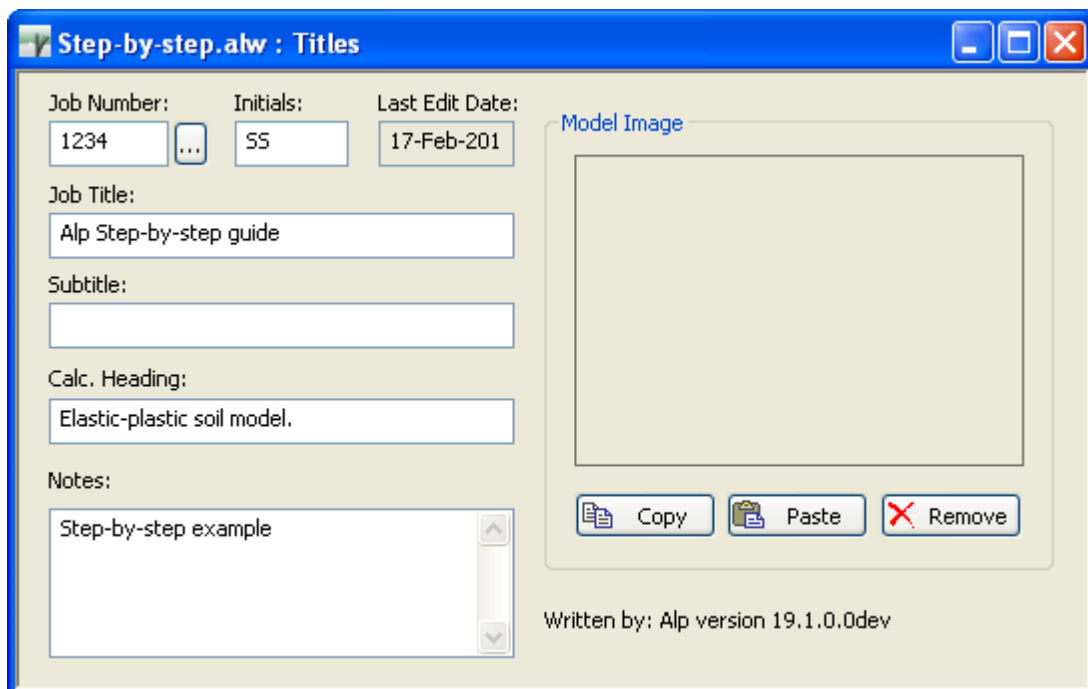 Step-by-step.alw : Titles
Job Number: Initials: Last Edit Date:
1234 ... SS 17-Feb-201
Job Title:
Alp Step-by-step guide
Subtitle:
Calc. Heading:
Elastic-plastic soil model.
Notes:
Step-by-step example
Model Image
Copy Paste Remove
Written by: Alp version 19.1.0.0dev